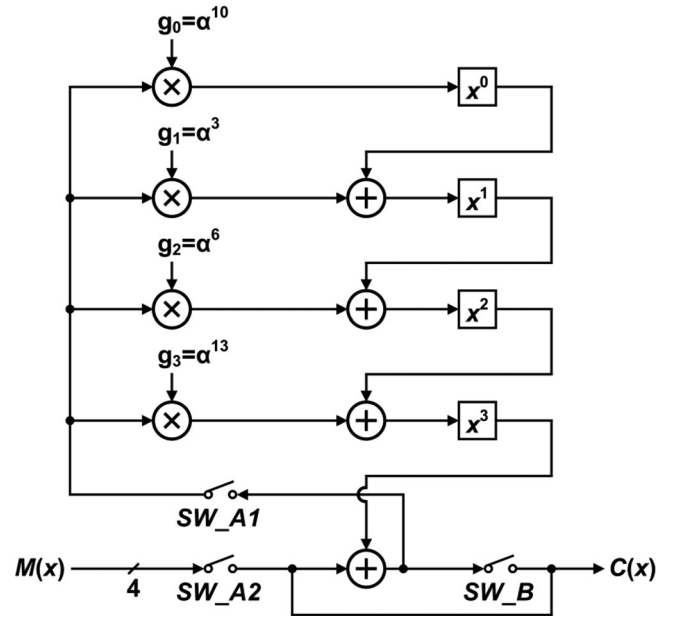 g₀=α¹⁰
x⁰
g₁=α³
x¹
g₂=α⁶
x²
g₃=α¹³
x³
SW_A1
M(x)
4
SW_A2
SW_B
C(x)